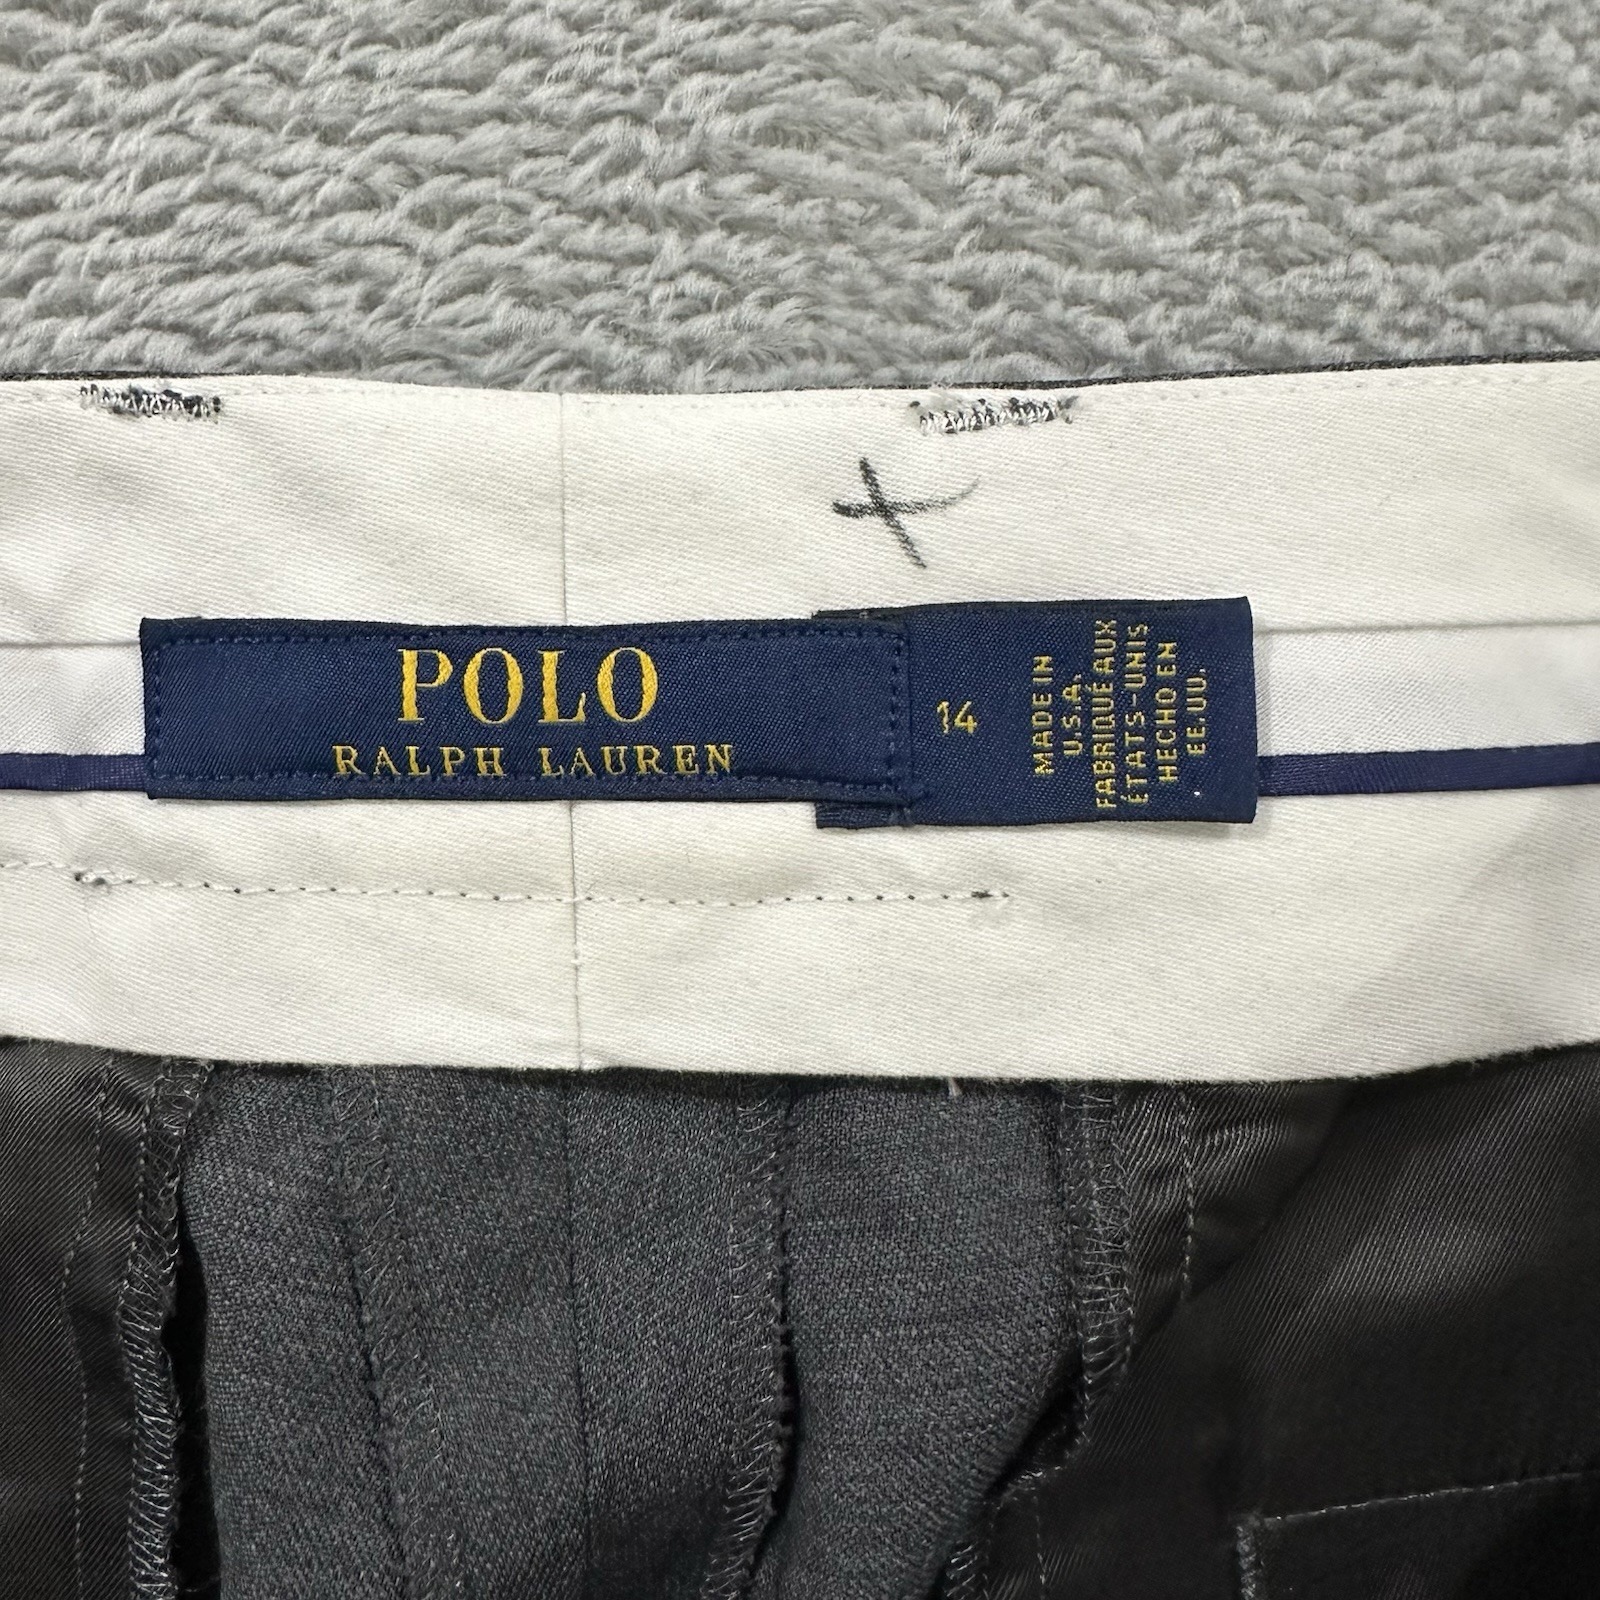 POLO
RALPH LAUREN
14
MADE IN
U.S.A.
FABRIQUÉ AUX
ÉTATS-UNIS
HECHO EN
EE.UU.